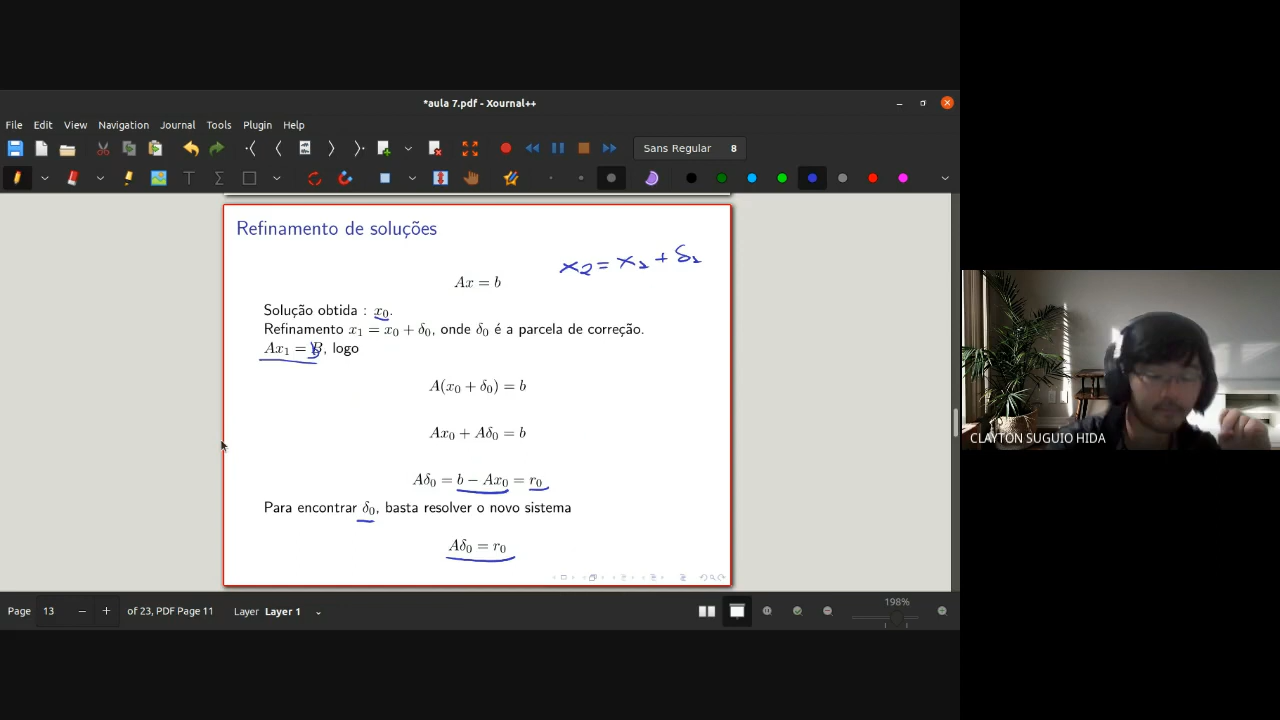 *aula 7.pdf - Xournal++
File Edit View Navigation Journal Tools Plugin Help
Sans Regular 8
Refinamento de soluções
x₂ = x₁ + δ₁
Ax = b
Solução obtida : x₀.
Refinamento x₁ = x₀ + δ₀, onde δ₀ é a parcela de correção.
Ax₁ = b, logo
A(x₀ + δ₀) = b
Ax₀ + Aδ₀ = b
Aδ₀ = b − Ax₀ = r₀
Para encontrar δ₀, basta resolver o novo sistema
Aδ₀ = r₀
CLAYTON SUGUIO HIDA
Page 13 − + of 23, PDF Page 11 Layer Layer 1 198%